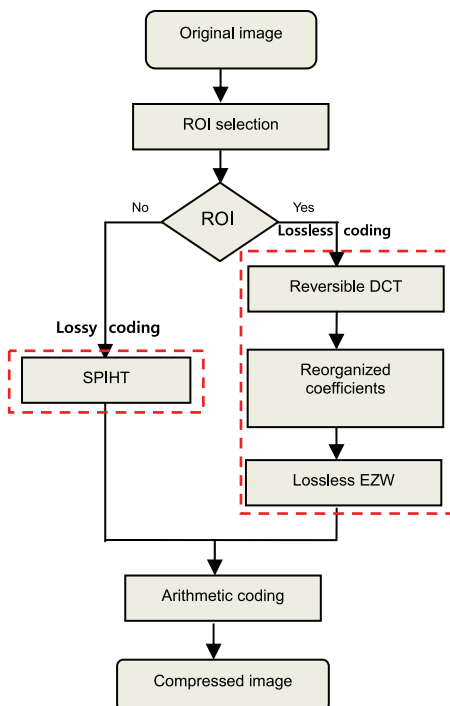 Original image
ROI selection
ROI
No
Yes
Lossless coding
Reversible DCT
Lossy coding
SPIHT
Reorganized
coefficients
Lossless EZW
Arithmetic coding
Compressed image